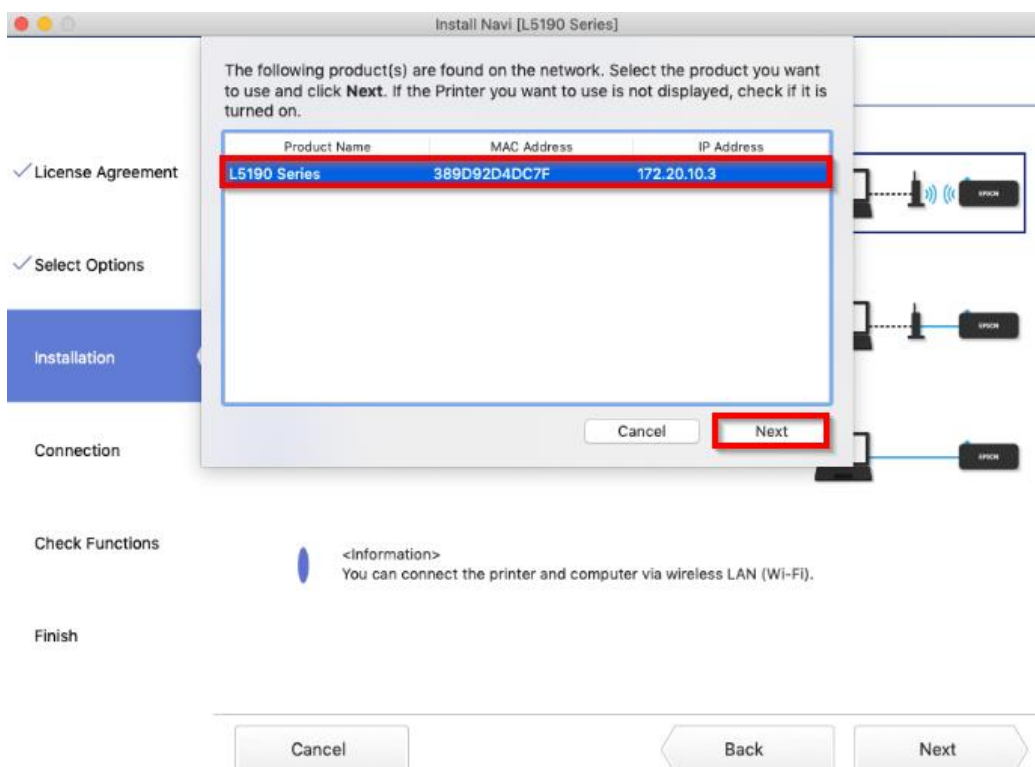 Install Navi [L5190 Series]
The following product(s) are found on the network. Select the product you want
to use and click Next. If the Printer you want to use is not displayed, check if it is
turned on.
Product Name MAC Address IP Address
L5190 Series 389D92D4DC7F 172.20.10.3
Cancel Next
License Agreement
Select Options
Installation
Connection
Check Functions
Finish
EPSON
EPSON
EPSON
<Information>
You can connect the printer and computer via wireless LAN (Wi-Fi).
Cancel Back Next